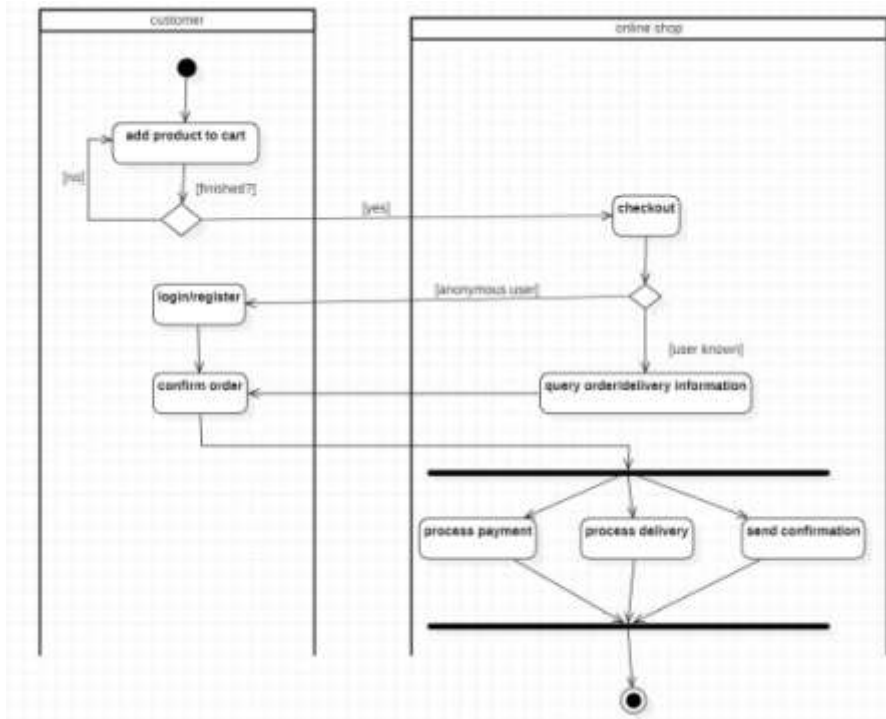 customer
online shop
add product to cart
[no]
[finished?]
[yes]
checkout
login/register
[anonymous user]
[user known]
confirm order
query order/delivery information
process payment
process delivery
send confirmation